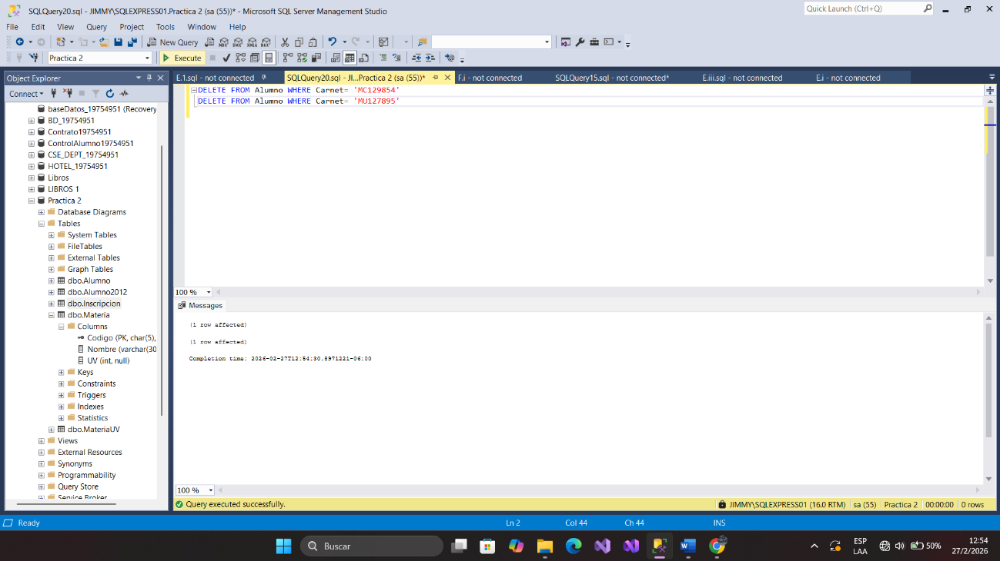 SQLQuery20.sql - JIMMY\SQLEXPRESS01.Practica 2 (sa (55))* - Microsoft SQL Server Management Studio
Quick Launch (Ctrl+Q)
File Edit View Query Project Tools Window Help
New Query
MDX DMX XMLA DAX
Practica 2
Execute
Object Explorer
E.1.sql - not connected
SQLQuery20.sql - JI...Practica 2 (sa (55))*
F.i - not connected
SQLQuery15.sql - not connected*
E.iii.sql - not connected
E.i - not connected
Connect
baseDatos_19754951 (Recovery
BD_19754951
Contrato19754951
ControlAlumno19754951
CSE_DEPT_19754951
HOTEL_19754951
Libros
LIBROS 1
Practica 2
Database Diagrams
Tables
System Tables
FileTables
External Tables
Graph Tables
dbo.Alumno
dbo.Alumno2012
dbo.Inscripcion
dbo.Materia
Columns
Codigo (PK, char(5),
Nombre (varchar(30
UV (int, null)
Keys
Constraints
Triggers
Indexes
Statistics
dbo.MateriaUV
Views
External Resources
Synonyms
Programmability
Query Store
Service Broker
DELETE FROM Alumno WHERE Carnet= 'MC129854'
DELETE FROM Alumno WHERE Carnet= 'MU127895'
100 %
Messages
(1 row affected)
(1 row affected)
Completion time: 2026-02-27T12:54:30.8971221-06:00
100 %
Query executed successfully.
JIMMY\SQLEXPRESS01 (16.0 RTM) sa (55) Practica 2 00:00:00 0 rows
Ready
Ln 2 Col 44 Ch 44 INS
Buscar
ESP
LAA
50%
12:54
27/2/2026